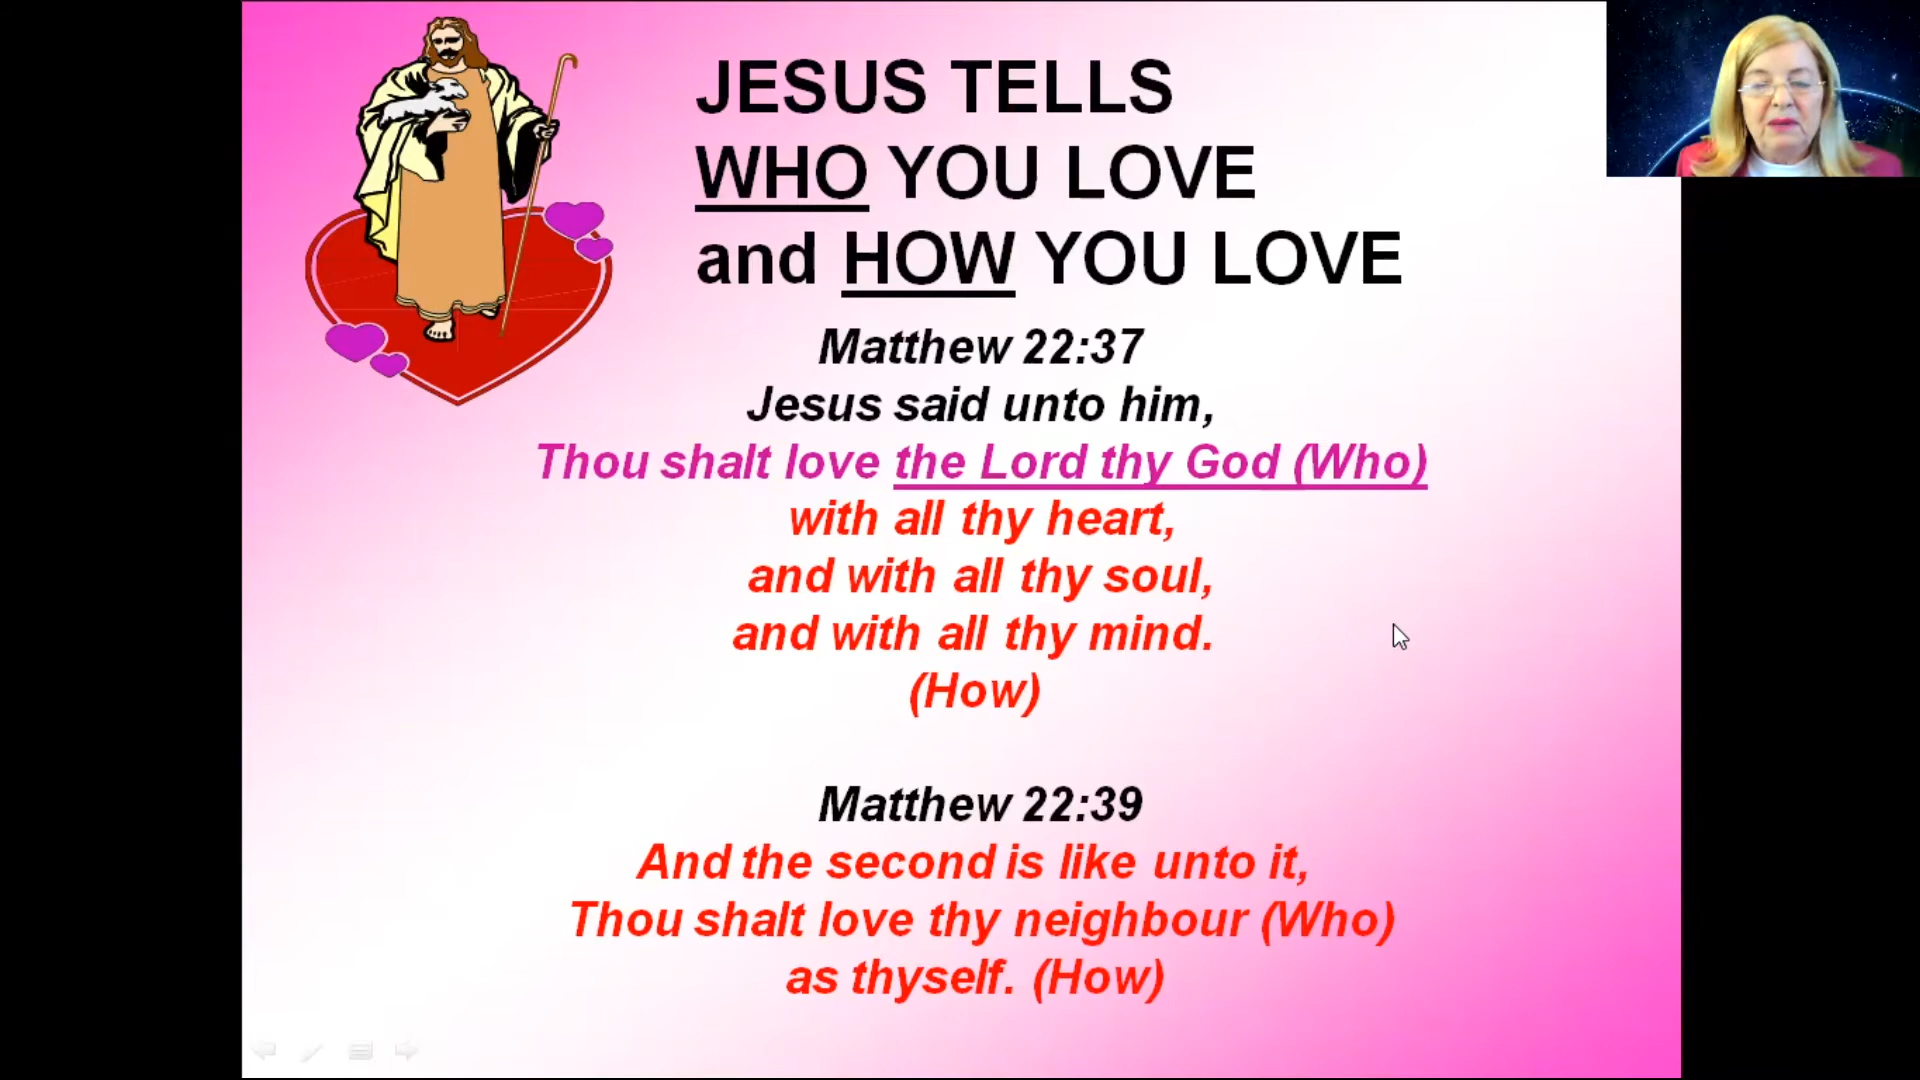 JESUS TELLS
WHO YOU LOVE
and HOW YOU LOVE
Matthew 22:37
Jesus said unto him,
Thou shalt love the Lord thy God (Who)
with all thy heart,
and with all thy soul,
and with all thy mind.
(How)
Matthew 22:39
And the second is like unto it,
Thou shalt love thy neighbour (Who)
as thyself. (How)